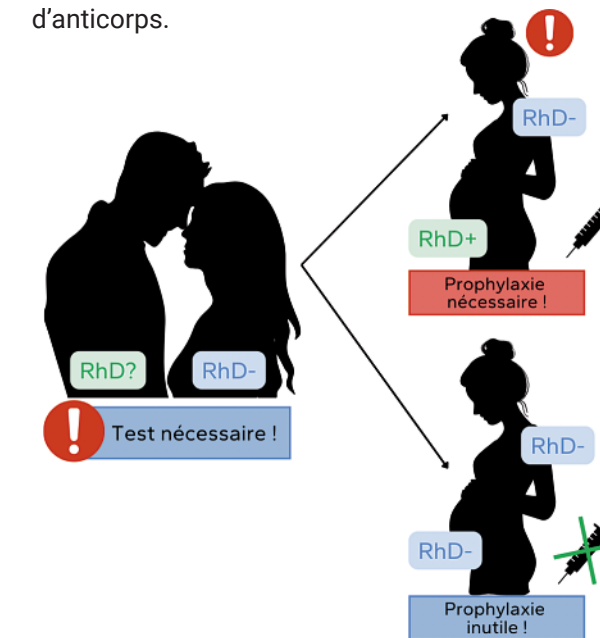 d’anticorps.
RhD-
RhD+
Prophylaxie
nécessaire !
RhD?
RhD-
Test nécessaire !
RhD-
RhD-
Prophylaxie
inutile !